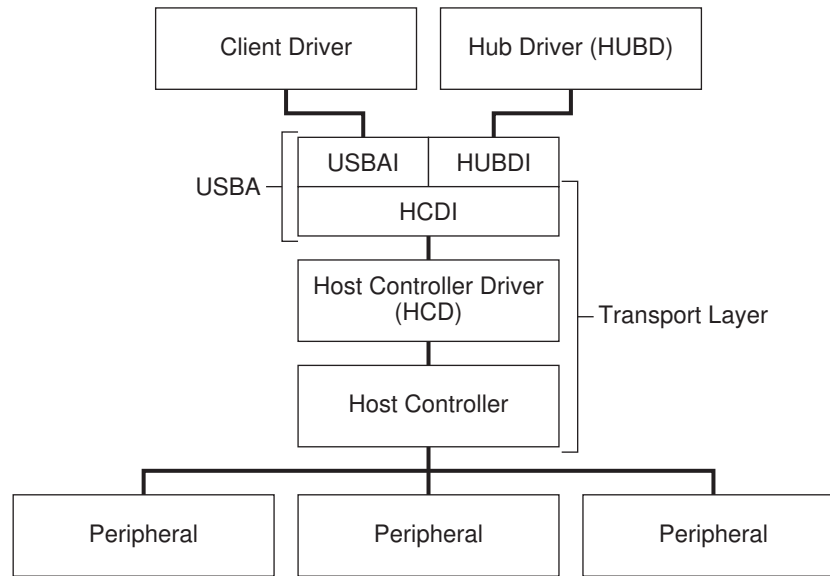 Client Driver
Hub Driver (HUBD)
USBAI
HUBDI
USBA
HCDI
Host Controller Driver
(HCD)
Transport Layer
Host Controller
Peripheral
Peripheral
Peripheral